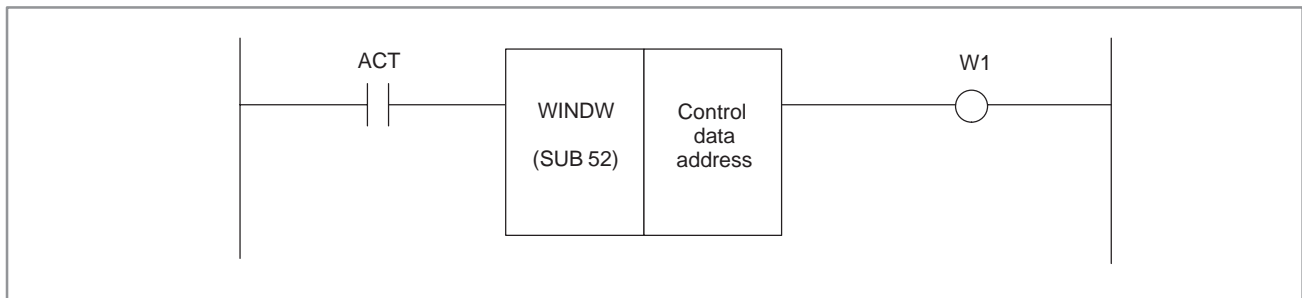 ACT
W1
WINDW
(SUB 52)
Control
data
address